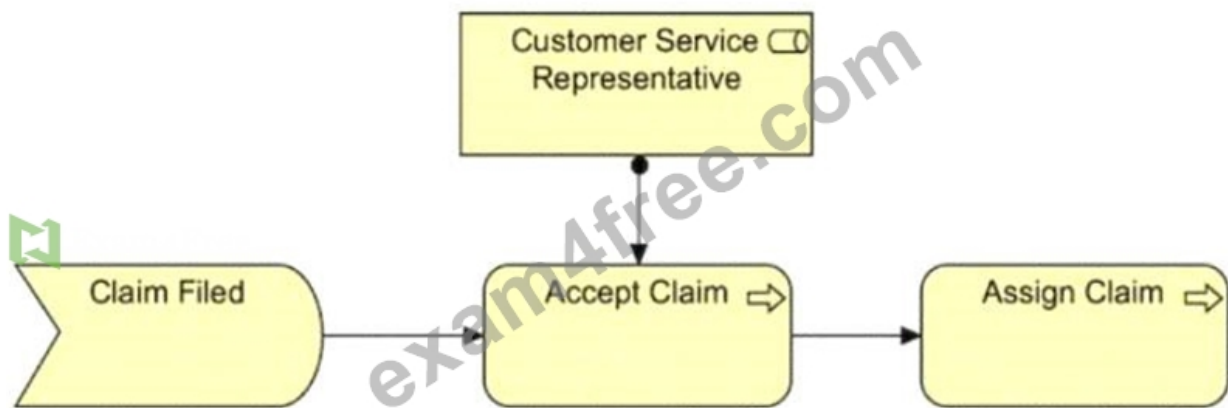 Customer Service
Representative
Claim Filed
Accept Claim
Assign Claim
exam4free.com